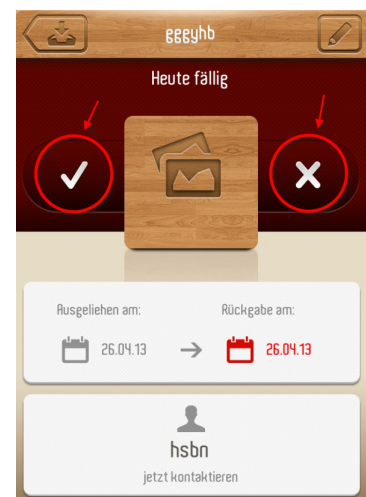 gggyhb
Heute fällig
Ausgeliehen am:
Rückgabe am:
26.04.13
26.04.13
hsbn
jetzt kontaktieren